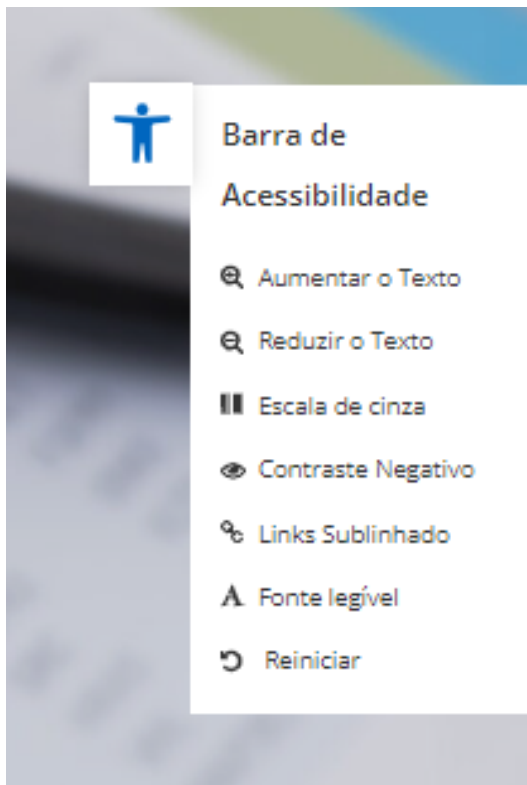 Barra de
Acessibilidade
Aumentar o Texto
Reduzir o Texto
Escala de cinza
Contraste Negativo
Links Sublinhado
Fonte legível
Reiniciar